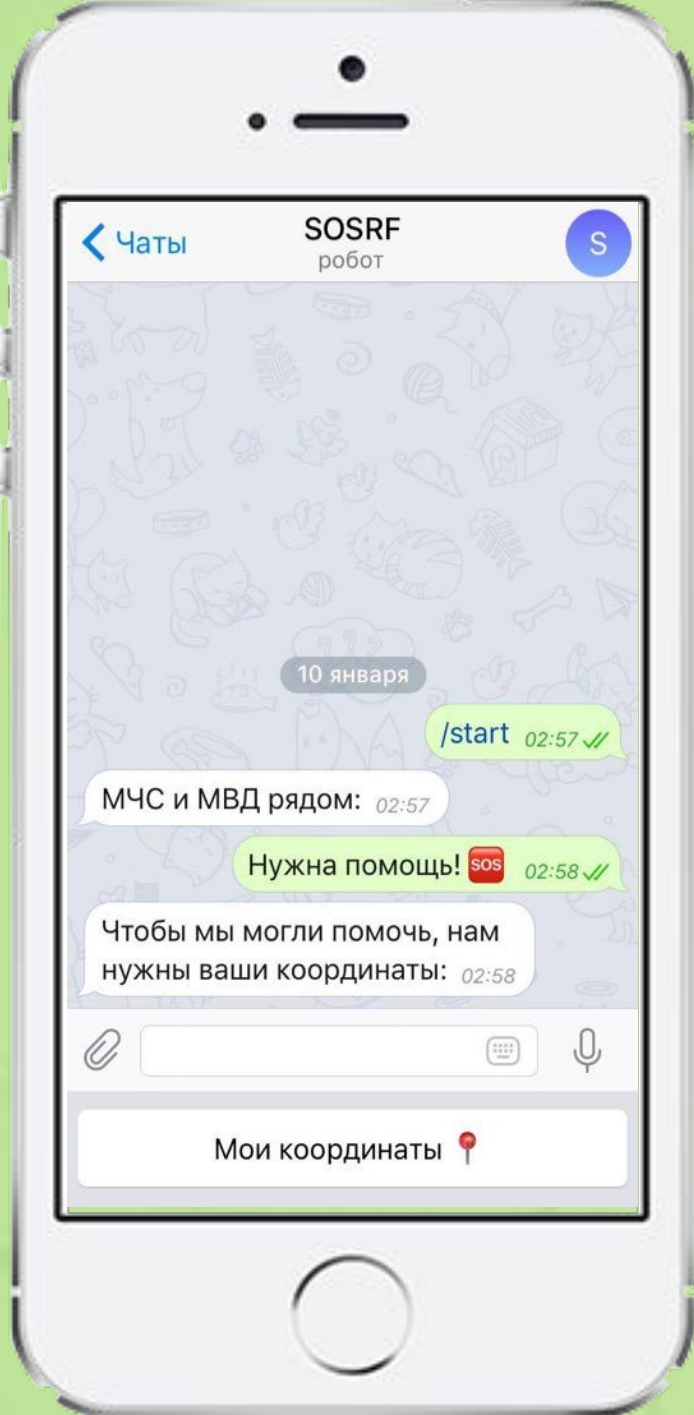 Чаты
SOSRF
робот
S
10 января
/start 02:57
МЧС и МВД рядом: 02:57
Нужна помощь! 🆘 02:58
Чтобы мы могли помочь, нам
нужны ваши координаты: 02:58
Мои координаты 📍